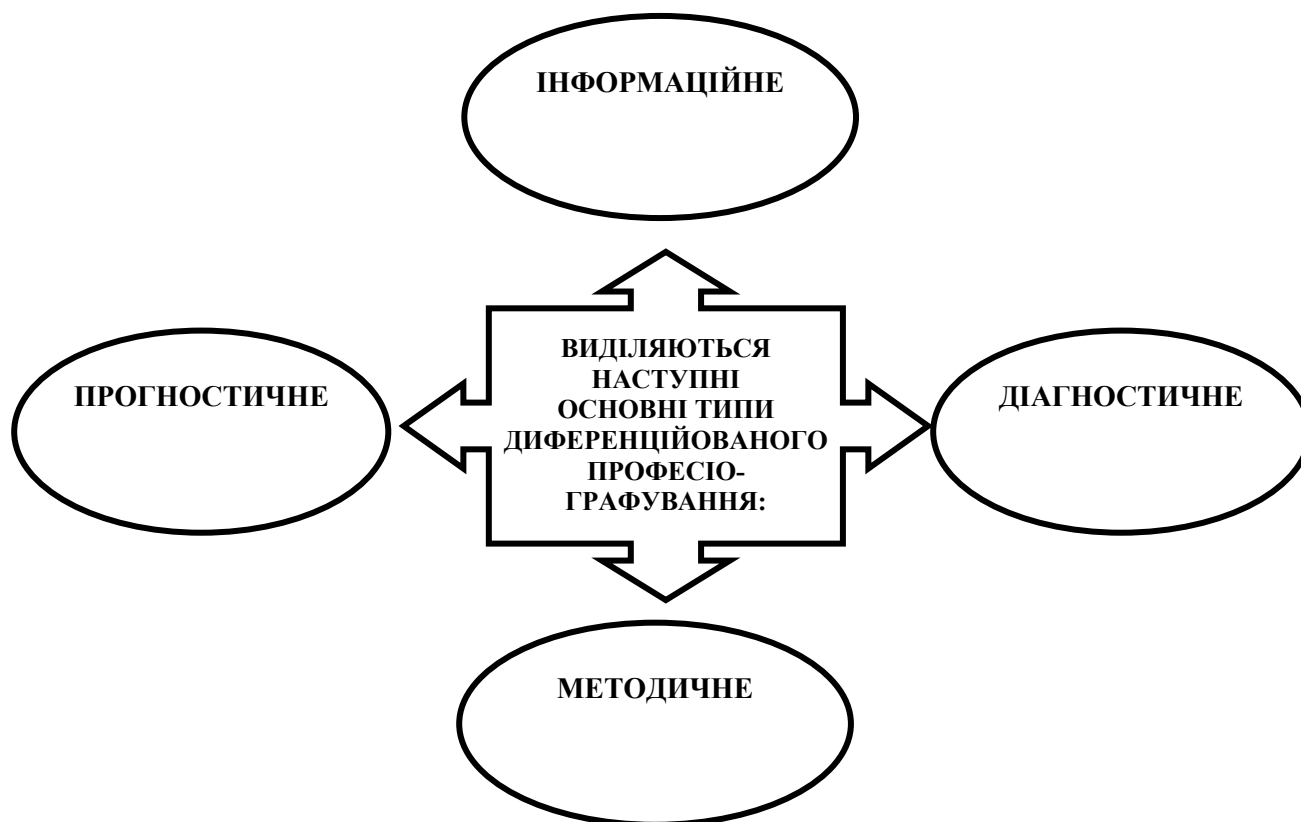 ІНФОРМАЦІЙНЕ
ВИДІЛЯЮТЬСЯ
НАСТУПНІ
ОСНОВНІ ТИПИ
ДИФЕРЕНЦІЙОВАНОГО
ПРОФЕСІО-
ГРАФУВАННЯ:
ПРОГНОСТИЧНЕ
ДІАГНОСТИЧНЕ
МЕТОДИЧНЕ